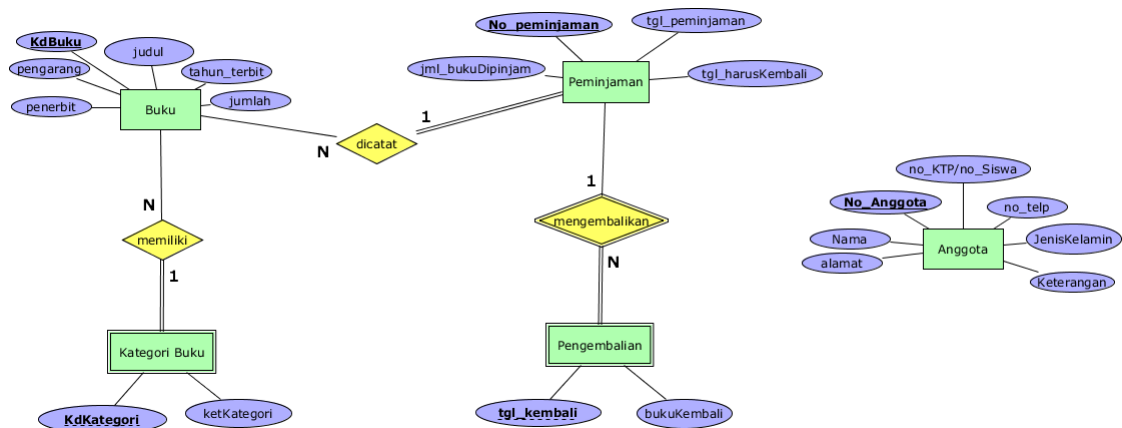 No_peminjaman
tgl_peminjaman
KdBuku
judul
pengarang
tahun_terbit
jml_bukuDipinjam
tgl_harusKembali
Peminjaman
penerbit
Buku
jumlah
1
N
dicatat
no_KTP/no_Siswa
1
No_Anggota
no_telp
N
mengembalikan
memiliki
Nama
Anggota
JenisKelamin
alamat
N
1
Keterangan
Kategori Buku
Pengembalian
KdKategori
ketKategori
tgl_kembali
bukuKembali